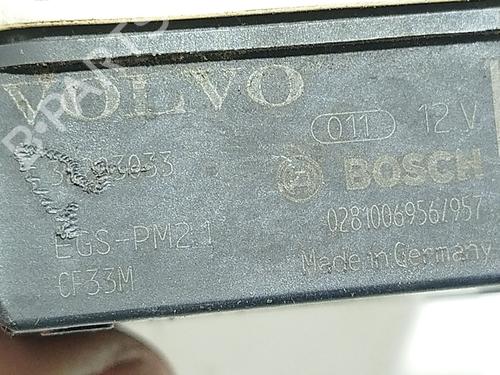 VOLVO
011 12 V
BOSCH
0281006956/957
EGS-PM2.1
Made in Germany
CF33M